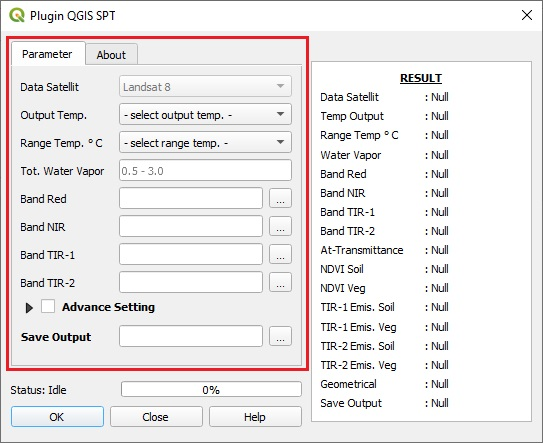 Plugin QGIS SPT
Parameter About
Data Satellit Landsat 8
Output Temp. - select output temp. -
Range Temp. ° C - select range temp. -
Tot. Water Vapor 0.5 - 3.0
Band Red ...
Band NIR ...
Band TIR-1 ...
Band TIR-2 ...
Advance Setting
Save Output ...
Status: Idle 0%
OK Close Help
RESULT
Data Satellit : Null
Temp Output : Null
Range Temp ° C : Null
Water Vapor : Null
Band Red : Null
Band NIR : Null
Band TIR-1 : Null
Band TIR-2 : Null
At-Transmittance : Null
NDVI Soil : Null
NDVI Veg : Null
TIR-1 Emis. Soil : Null
TIR-1 Emis. Veg : Null
TIR-2 Emis. Soil : Null
TIR-2 Emis. Veg : Null
Geometrical : Null
Save Output : Null